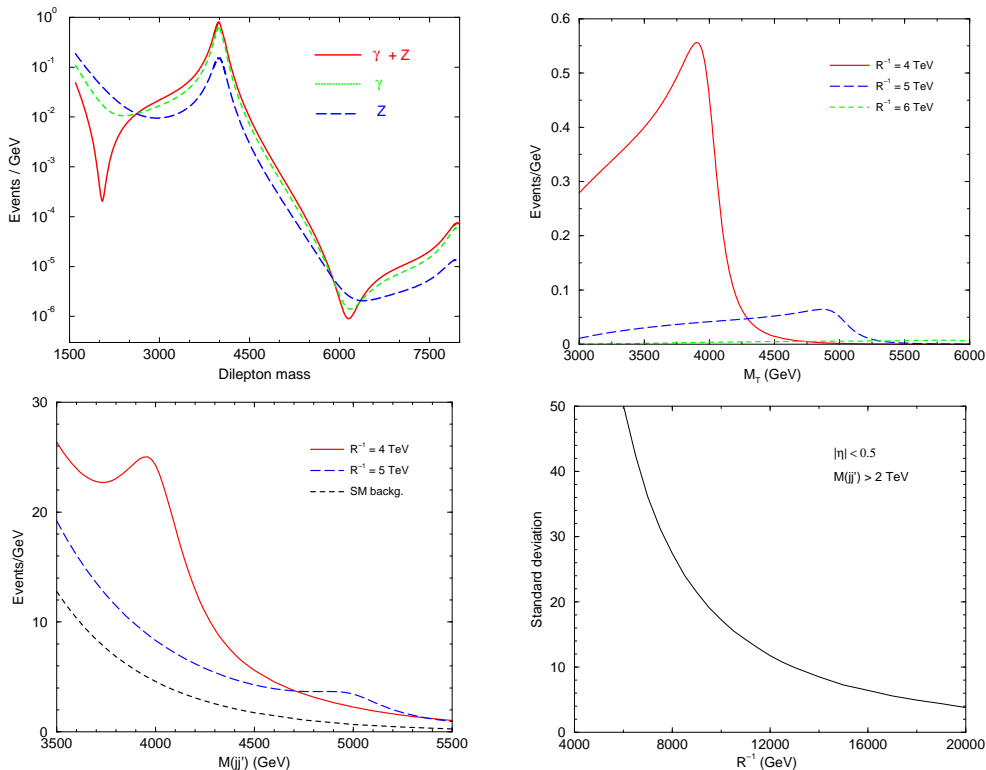 10^0
10^-1
10^-2
10^-3
10^-4
10^-5
10^-6
Events / GeV
γ + Z
γ
Z
1500 3000 4500 6000 7500
Dilepton mass
0.6
0.5
0.4
0.3
0.2
0.1
0
Events/GeV
R^-1 = 4 TeV
R^-1 = 5 TeV
R^-1 = 6 TeV
3000 3500 4000 4500 5000 5500 6000
M_T (GeV)
30
20
10
0
Events/GeV
R^-1 = 4 TeV
R^-1 = 5 TeV
SM backg.
3500 4000 4500 5000 5500
M(jj') (GeV)
50
40
30
20
10
0
Standard deviation
|η| < 0.5
M(jj') > 2 TeV
4000 8000 12000 16000 20000
R^-1 (GeV)